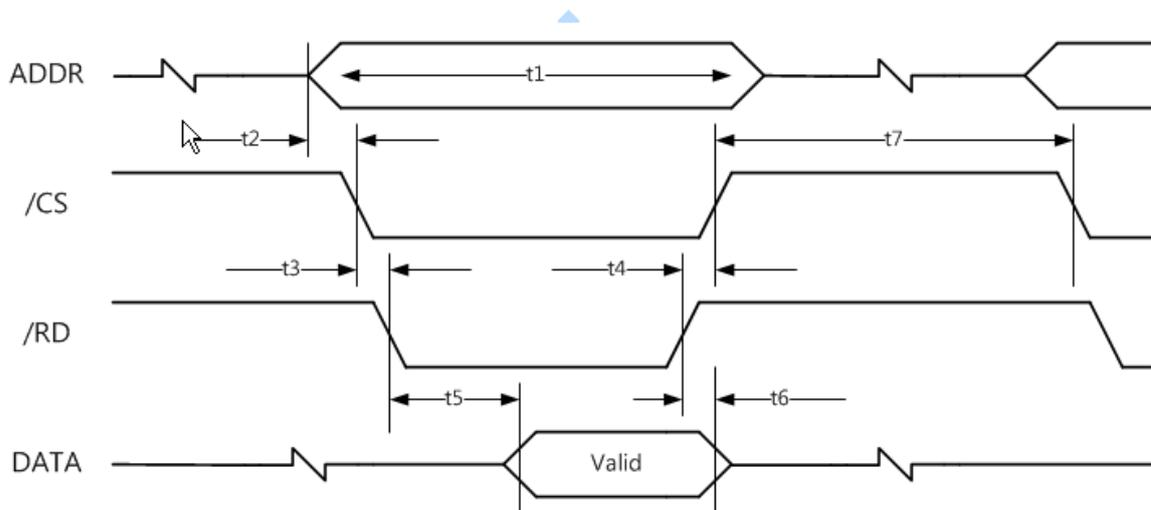 ADDR
t1
t2
t7
/CS
t3
t4
/RD
t5
t6
DATA
Valid